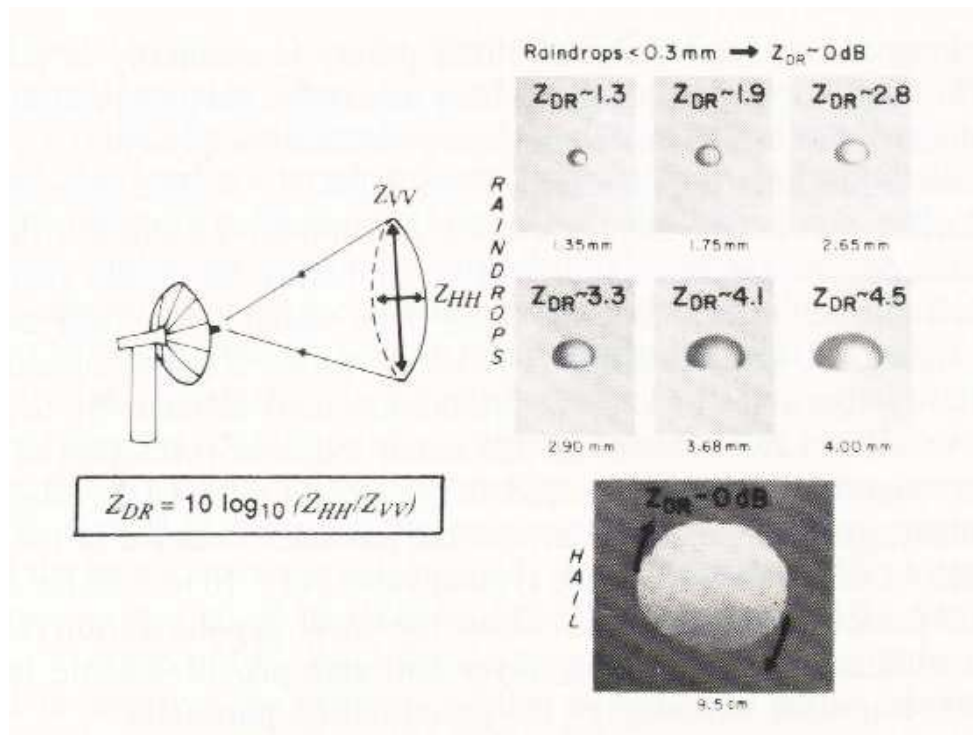 Raindrops < 0.3 mm ➡ Z_DR ~ 0 dB
Z_DR~1.3 Z_DR~1.9 Z_DR~2.8
1.35 mm 1.75 mm 2.65 mm
RAINDROPS
Z_VV
Z_HH
Z_DR~3.3 Z_DR~4.1 Z_DR~4.5
2.90 mm 3.68 mm 4.00 mm
Z_DR = 10 log₁₀ (Z_HH/Z_VV)
Z_DR~0 dB
HAIL
9.5 cm